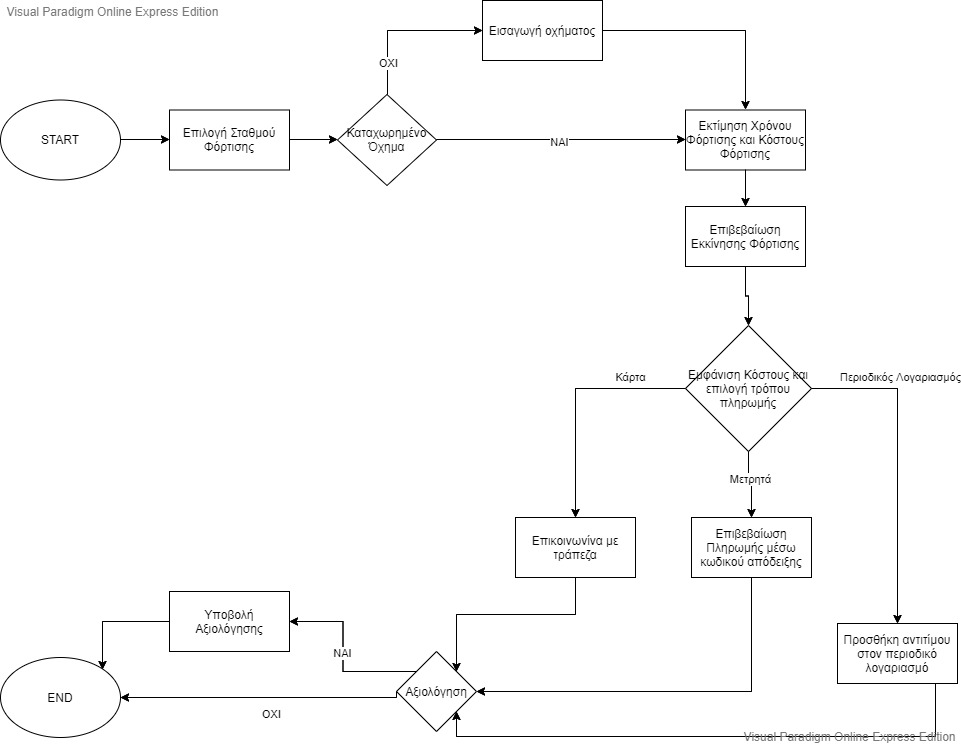 Visual Paradigm Online Express Edition
Εισαγωγή οχήματος
ΟΧΙ
START
Επιλογή Σταθμού
Φόρτισης
Καταχωρημένο
Όχημα
ΝΑΙ
Εκτίμηση Χρόνου
Φόρτισης και Κόστους
Φόρτισης
Επιβεβαίωση
Εκκίνησης Φόρτισης
Εμφάνιση Κόστους και
επιλογή τρόπου
πληρωμής
Κάρτα
Περιοδικός Λογαριασμός
Μετρητά
Επικοινωνίνα με
τράπεζα
Επιβεβαίωση
Πληρωμής μέσω
κωδικού απόδειξης
Προσθήκη αντιτίμου
στον περιοδικό
λογαριασμό
Υποβολή
Αξιολόγησης
ΝΑΙ
Αξιολόγηση
END
ΟΧΙ
Visual Paradigm Online Express Edition